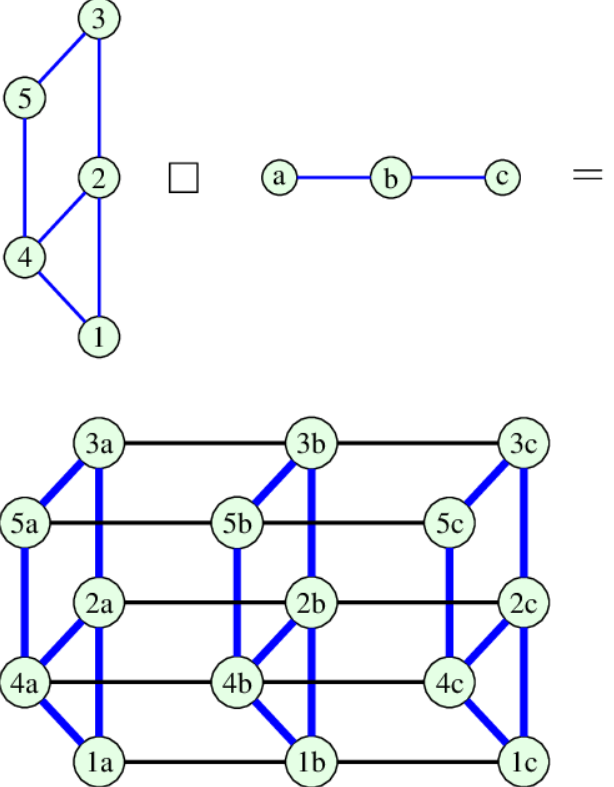 3
5
2 □ a b c =
4
1
3a 3b 3c
5a 5b 5c
2a 2b 2c
4a 4b 4c
1a 1b 1c